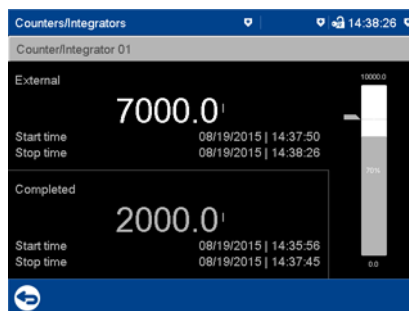 Counters/Integrators 14:38:26
Counter/Integrator 01
External
10000.0
7000.0 l
Start time 08/19/2015 | 14:37:50
Stop time 08/19/2015 | 14:38:26
70%
Completed
2000.0 l
Start time 08/19/2015 | 14:35:56
Stop time 08/19/2015 | 14:37:45
0.0